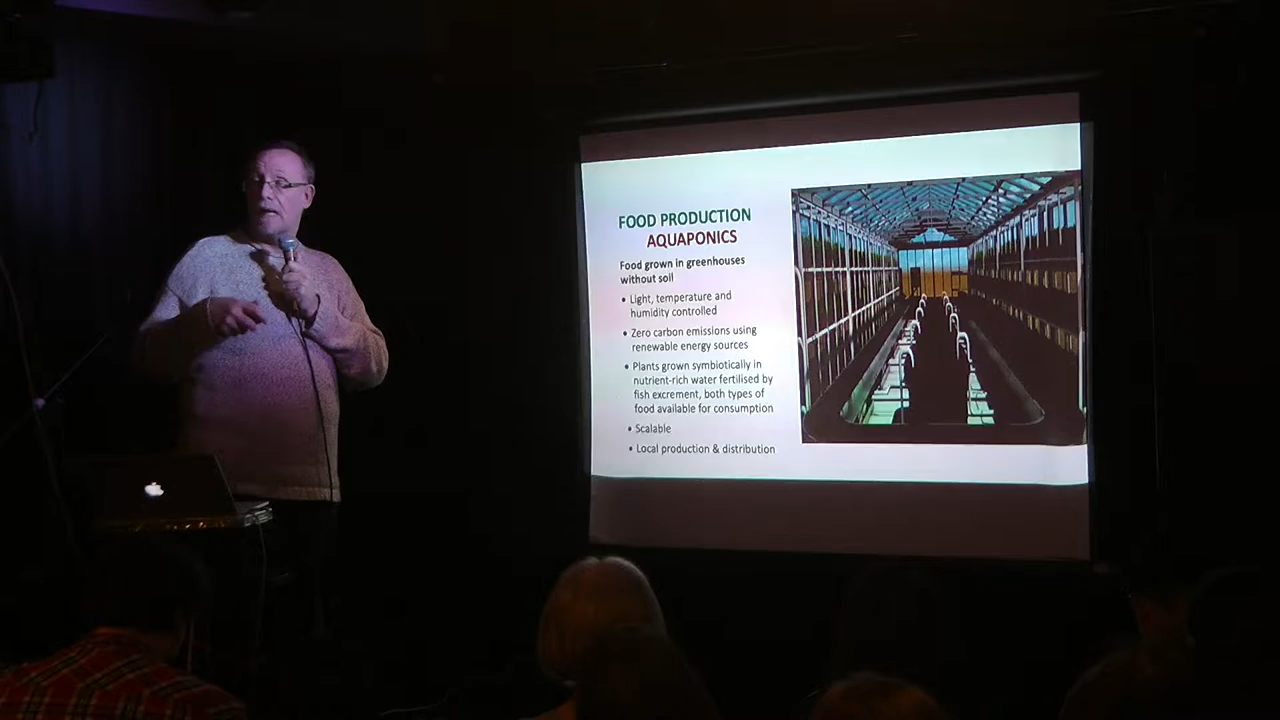 FOOD PRODUCTION
AQUAPONICS
Food grown in greenhouses
without soil
• Light, temperature and
humidity controlled
• Zero carbon emissions using
renewable energy sources
• Plants grown symbiotically in
nutrient-rich water fertilised by
fish excrement, both types of
food available for consumption
• Scalable
• Local production & distribution